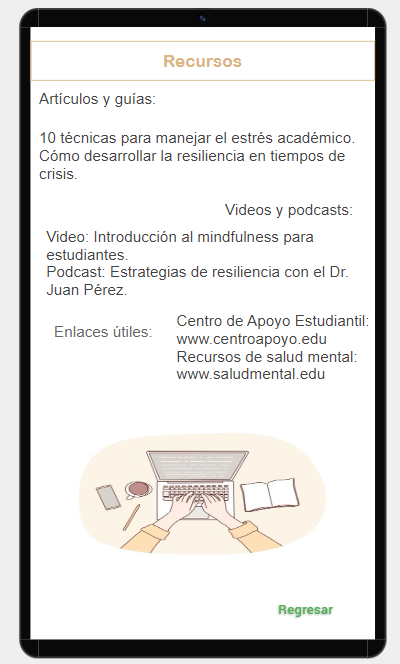 Recursos
Artículos y guías:
10 técnicas para manejar el estrés académico.
Cómo desarrollar la resiliencia en tiempos de
crisis.
Videos y podcasts:
Video: Introducción al mindfulness para
estudiantes.
Podcast: Estrategias de resiliencia con el Dr.
Juan Pérez.
Enlaces útiles:
Centro de Apoyo Estudiantil:
www.centroapoyo.edu
Recursos de salud mental:
www.saludmental.edu
Regresar